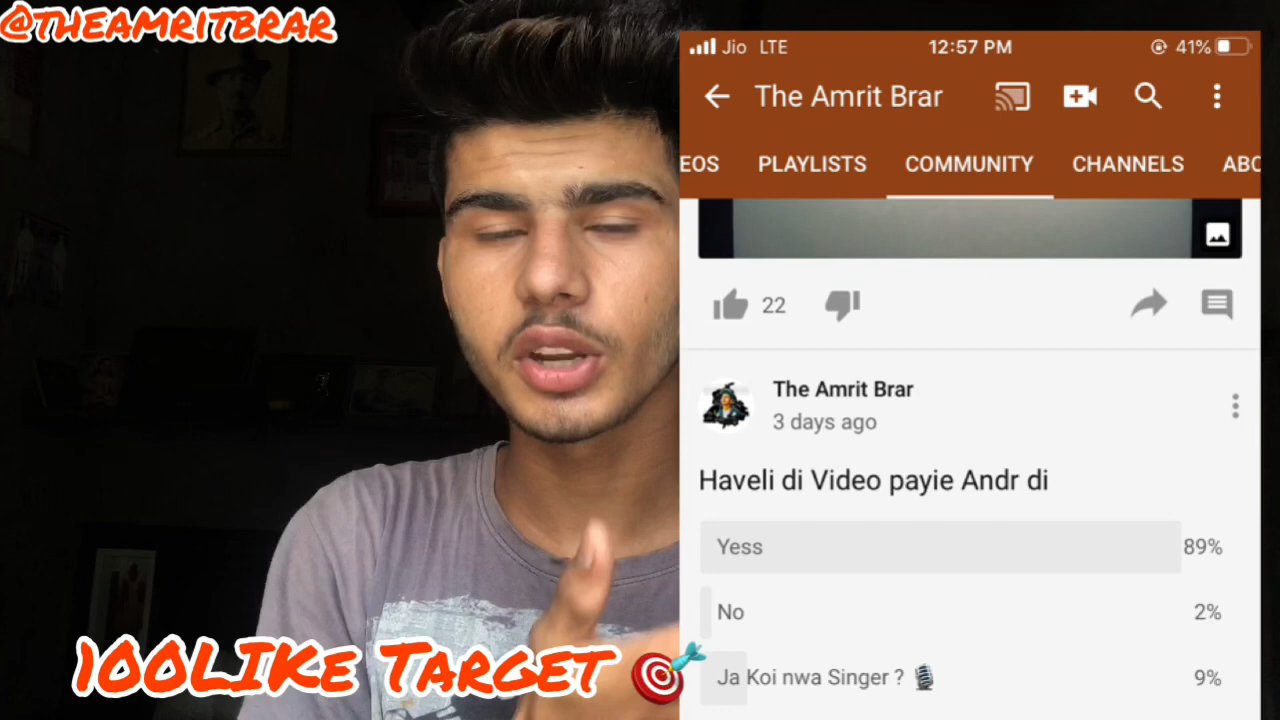 @THEAMRITBRAR
Jio LTE 12:57 PM 41%
The Amrit Brar
EOS PLAYLISTS COMMUNITY CHANNELS ABC
22
The Amrit Brar
3 days ago
Haveli di Video payie Andr di
Yess 89%
No 2%
Ja Koi nwa Singer ? 🎙 9%
100LIKe TARGET 🎯